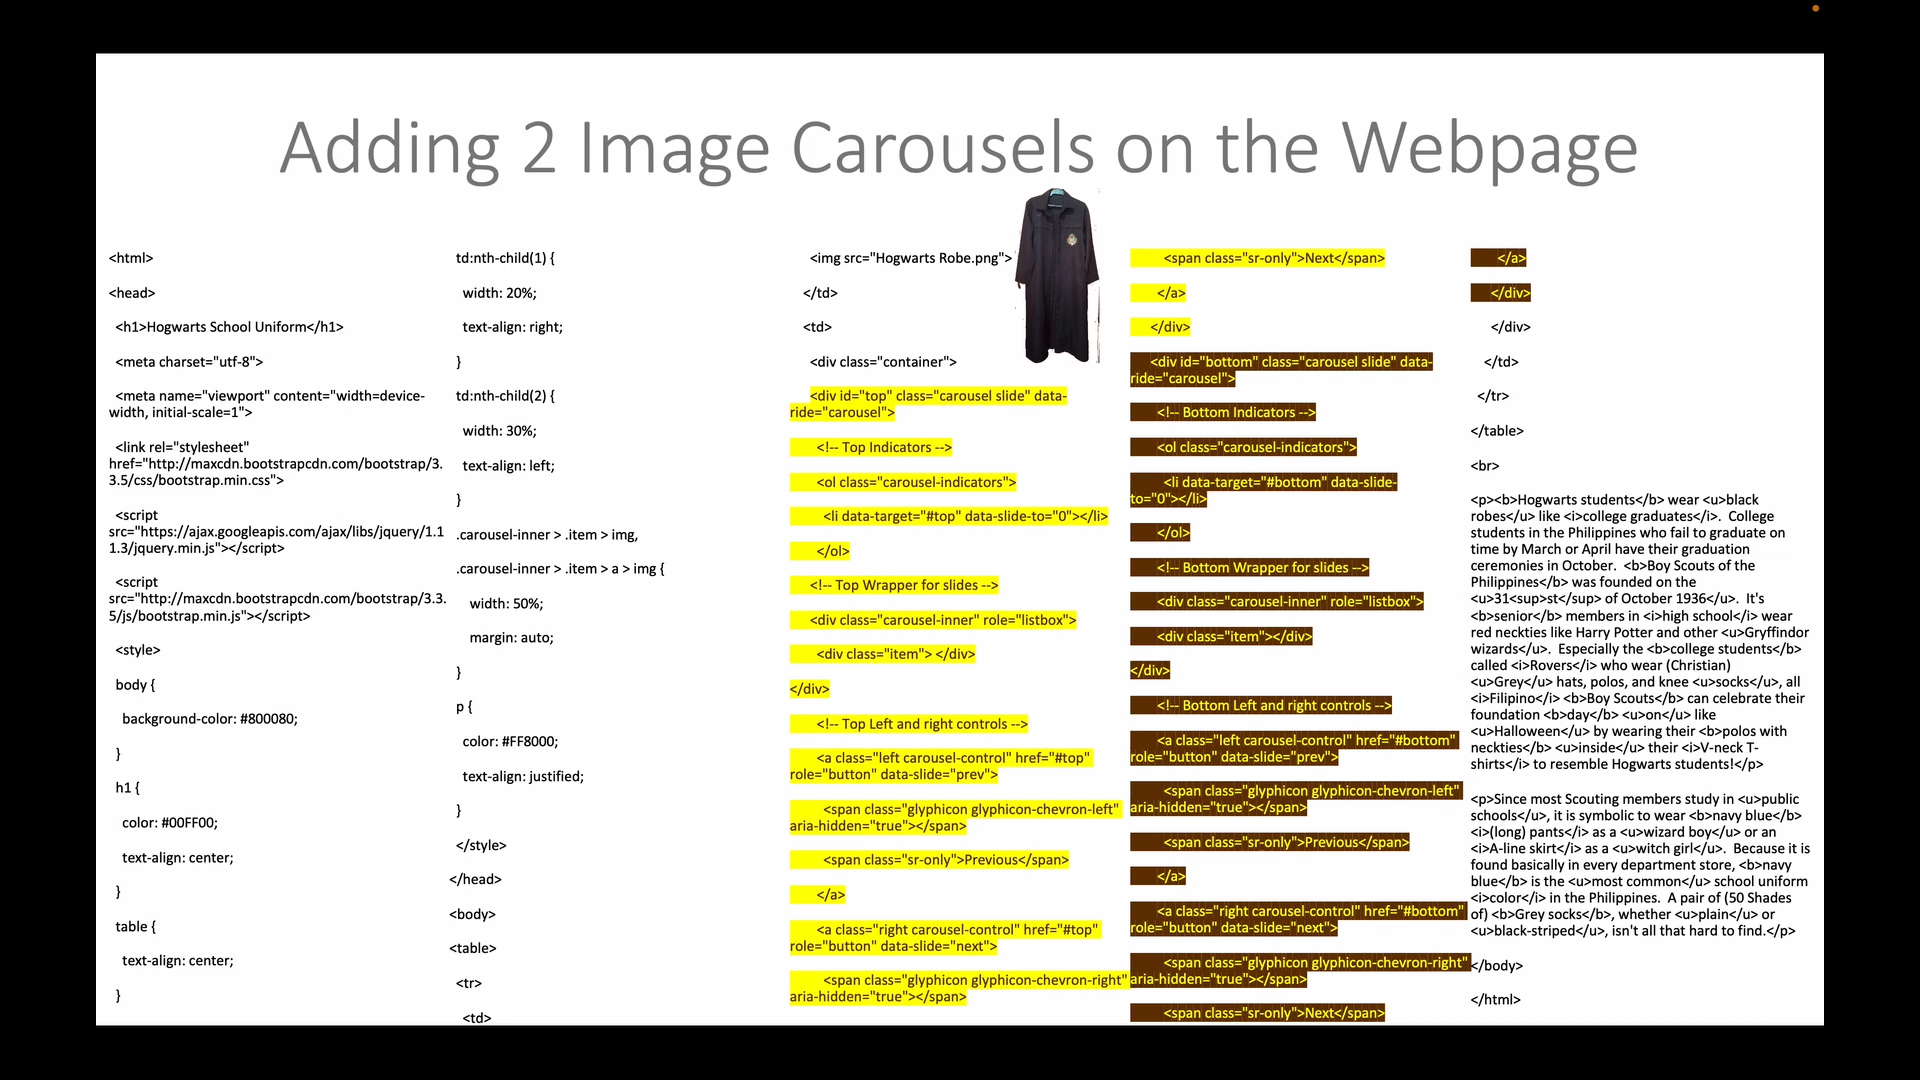 Adding 2 Image Carousels on the Webpage
<html>
<head>
<h1>Hogwarts School Uniform</h1>
<meta charset="utf-8">
<meta name="viewport" content="width=device-
width, initial-scale=1">
<link rel="stylesheet"
href="http://maxcdn.bootstrapcdn.com/bootstrap/3.
3.5/css/bootstrap.min.css">
<script
src="https://ajax.googleapis.com/ajax/libs/jquery/1.1
1.3/jquery.min.js"></script>
<script
src="http://maxcdn.bootstrapcdn.com/bootstrap/3.3.
5/js/bootstrap.min.js"></script>
<style>
body {
background-color: #800080;
}
h1 {
color: #00FF00;
text-align: center;
}
table {
text-align: center;
}
td:nth-child(1) {
width: 20%;
text-align: right;
}
td:nth-child(2) {
width: 30%;
text-align: left;
}
.carousel-inner > .item > img,
.carousel-inner > .item > a > img {
width: 50%;
margin: auto;
}
p {
color: #FF8000;
text-align: justified;
}
</style>
</head>
<body>
<table>
<tr>
<td>
<img src="Hogwarts Robe.png">
</td>
<td>
<div class="container">
<div id="top" class="carousel slide" data-
ride="carousel">
<!-- Top Indicators -->
<ol class="carousel-indicators">
<li data-target="#top" data-slide-to="0"></li>
</ol>
<!-- Top Wrapper for slides -->
<div class="carousel-inner" role="listbox">
<div class="item"> </div>
</div>
<!-- Top Left and right controls -->
<a class="left carousel-control" href="#top"
role="button" data-slide="prev">
<span class="glyphicon glyphicon-chevron-left"
aria-hidden="true"></span>
<span class="sr-only">Previous</span>
</a>
<a class="right carousel-control" href="#top"
role="button" data-slide="next">
<span class="glyphicon glyphicon-chevron-right"
aria-hidden="true"></span>
<span class="sr-only">Next</span>
</a>
</div>
<div id="bottom" class="carousel slide" data-
ride="carousel">
<!-- Bottom Indicators -->
<ol class="carousel-indicators">
<li data-target="#bottom" data-slide-
to="0"></li>
</ol>
<!-- Bottom Wrapper for slides -->
<div class="carousel-inner" role="listbox">
<div class="item"></div>
</div>
<!-- Bottom Left and right controls -->
<a class="left carousel-control" href="#bottom"
role="button" data-slide="prev">
<span class="glyphicon glyphicon-chevron-left"
aria-hidden="true"></span>
<span class="sr-only">Previous</span>
</a>
<a class="right carousel-control" href="#bottom"
role="button" data-slide="next">
<span class="glyphicon glyphicon-chevron-right"
aria-hidden="true"></span>
<span class="sr-only">Next</span>
</a>
</div>
</div>
</td>
</tr>
</table>
<br>
<p><b>Hogwarts students</b> wear <u>black
robes</u> like <i>college graduates</i>.  College
students in the Philippines who fail to graduate on
time by March or April have their graduation
ceremonies in October.  <b>Boy Scouts of the
Philippines</b> was founded on the
<u>31<sup>st</sup> of October 1936</u>.  It's
<b>senior</b> members in <i>high school</i> wear
red neckties like Harry Potter and other <u>Gryffindor
wizards</u>.  Especially the <b>college students</b>
called <i>Rovers</i> who wear (Christian)
<u>Grey</u> hats, polos, and knee <u>socks</u>, all
<i>Filipino</i> <b>Boy Scouts</b> can celebrate their
foundation <b>day</b> <u>on</u> like
<u>Halloween</u> by wearing their <b>polos with
neckties</b> <u>inside</u> their <i>V-neck T-
shirts</i> to resemble Hogwarts students!</p>
<p>Since most Scouting members study in <u>public
schools</u>, it is symbolic to wear <b>navy blue</b>
<i>(long) pants</i> as a <u>wizard boy</u> or an
<i>A-line skirt</i> as a <u>witch girl</u>.  Because it is
found basically in every department store, <b>navy
blue</b> is the <u>most common</u> school uniform
<i>color</i> in the Philippines.  A pair of (50 Shades
of) <b>Grey socks</b>, whether <u>plain</u> or
<u>black-striped</u>, isn't all that hard to find.</p>
</body>
</html>